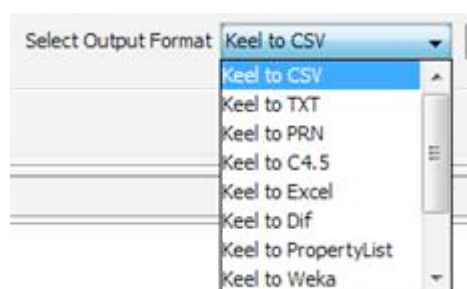 Select Output Format Keel to CSV
Keel to CSV
Keel to TXT
Keel to PRN
Keel to C4.5
Keel to Excel
Keel to Dif
Keel to PropertyList
Keel to Weka